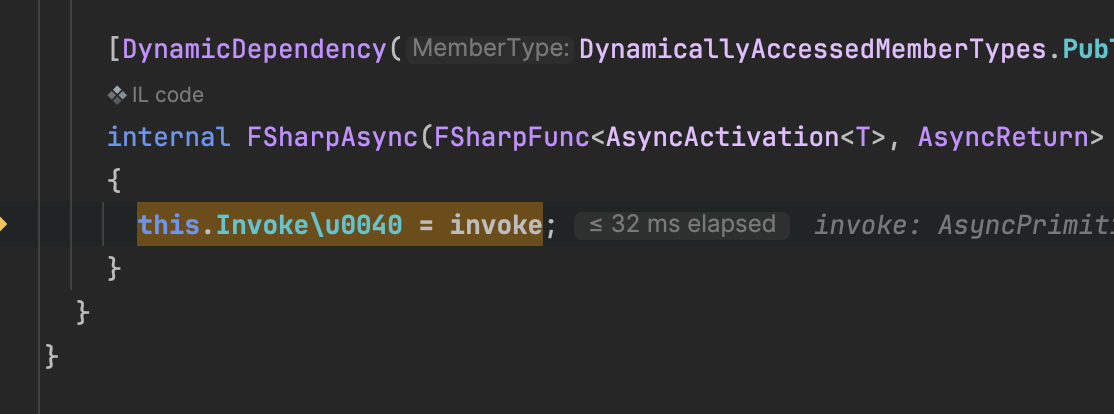 [DynamicDependency( MemberType: DynamicallyAccessedMemberTypes.
IL code
internal FSharpAsync(FSharpFunc<AsyncActivation<T>, AsyncReturn>
{
this.Invoke\u0040 = invoke; ≤ 32 ms elapsed invoke: AsyncPrimiti
}
}
}